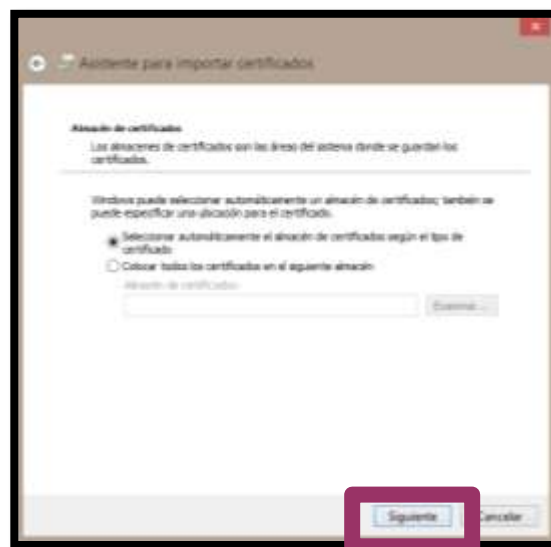 Asistente para importar certificados
Almacén de certificados
Los almacenes de certificados son las áreas del sistema donde se guardan los
certificados.
Windows puede seleccionar automáticamente un almacén de certificados; también se
puede especificar una ubicación para el certificado.
Seleccionar automáticamente el almacén de certificados según el tipo de
certificado
Colocar todos los certificados en el siguiente almacén
Almacén de certificados:
Examinar...
Siguiente
Cancelar